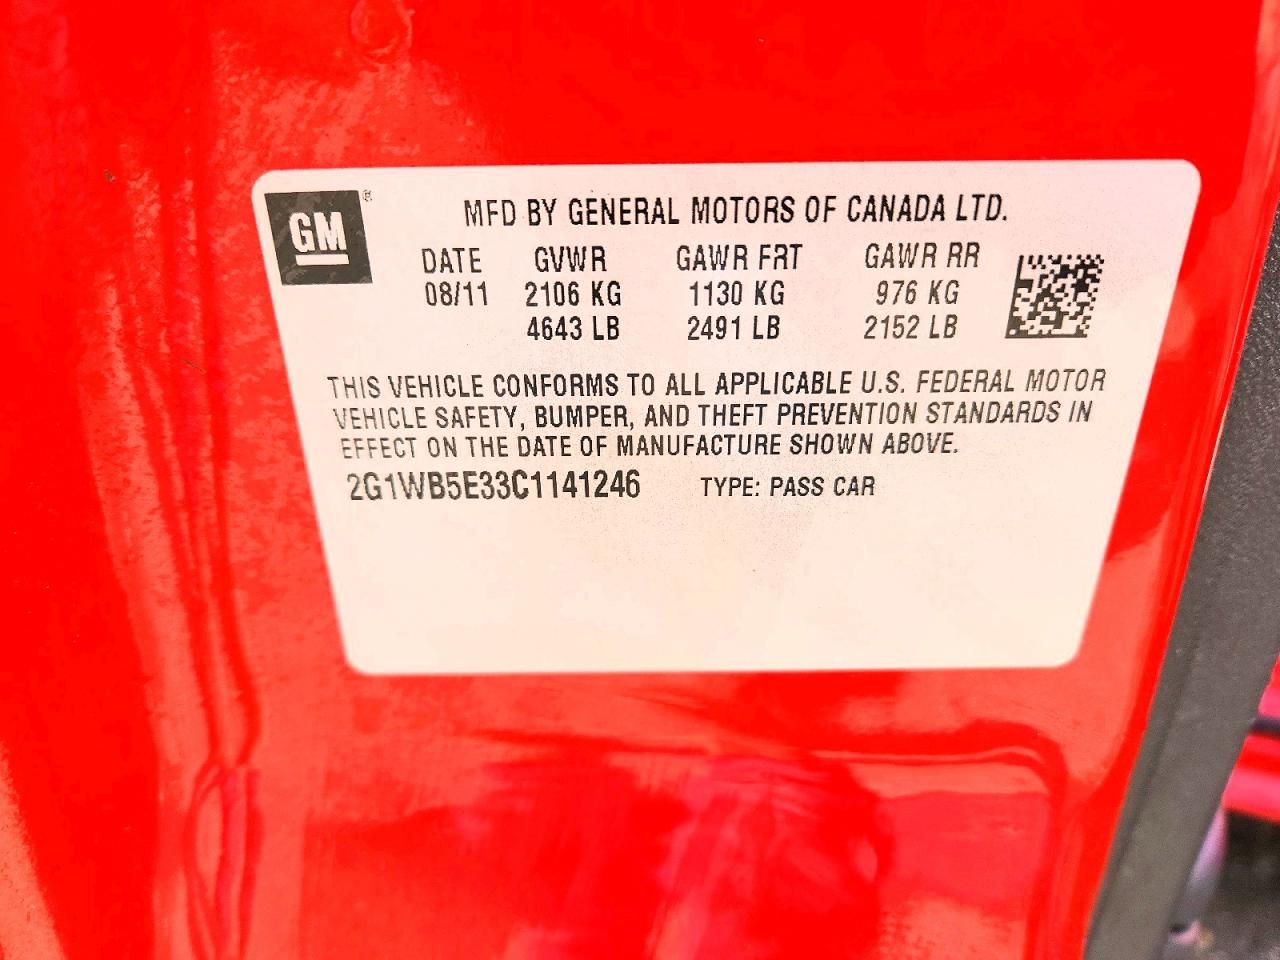 GM ®
MFD BY GENERAL MOTORS OF CANADA LTD.
DATE GVWR GAWR FRT GAWR RR
08/11 2106 KG 1130 KG 976 KG
4643 LB 2491 LB 2152 LB
THIS VEHICLE CONFORMS TO ALL APPLICABLE U.S. FEDERAL MOTOR
VEHICLE SAFETY, BUMPER, AND THEFT PREVENTION STANDARDS IN
EFFECT ON THE DATE OF MANUFACTURE SHOWN ABOVE.
2G1WB5E33C1141246 TYPE: PASS CAR